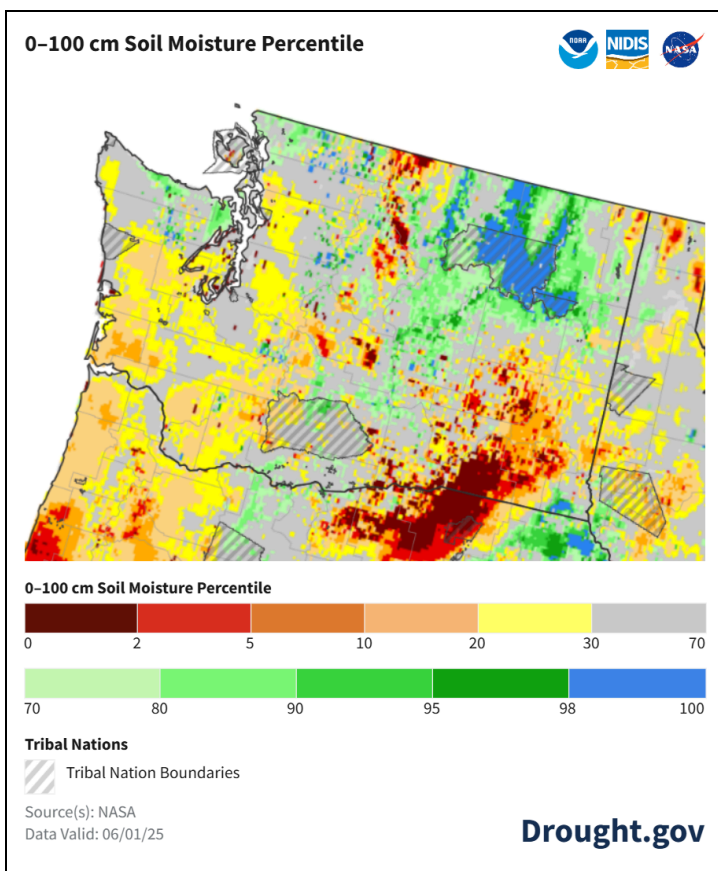 0–100 cm Soil Moisture Percentile
NOAA
NIDIS
NASA
0–100 cm Soil Moisture Percentile
0 2 5 10 20 30 70
70 80 90 95 98 100
Tribal Nations
Tribal Nation Boundaries
Source(s): NASA
Data Valid: 06/01/25
Drought.gov